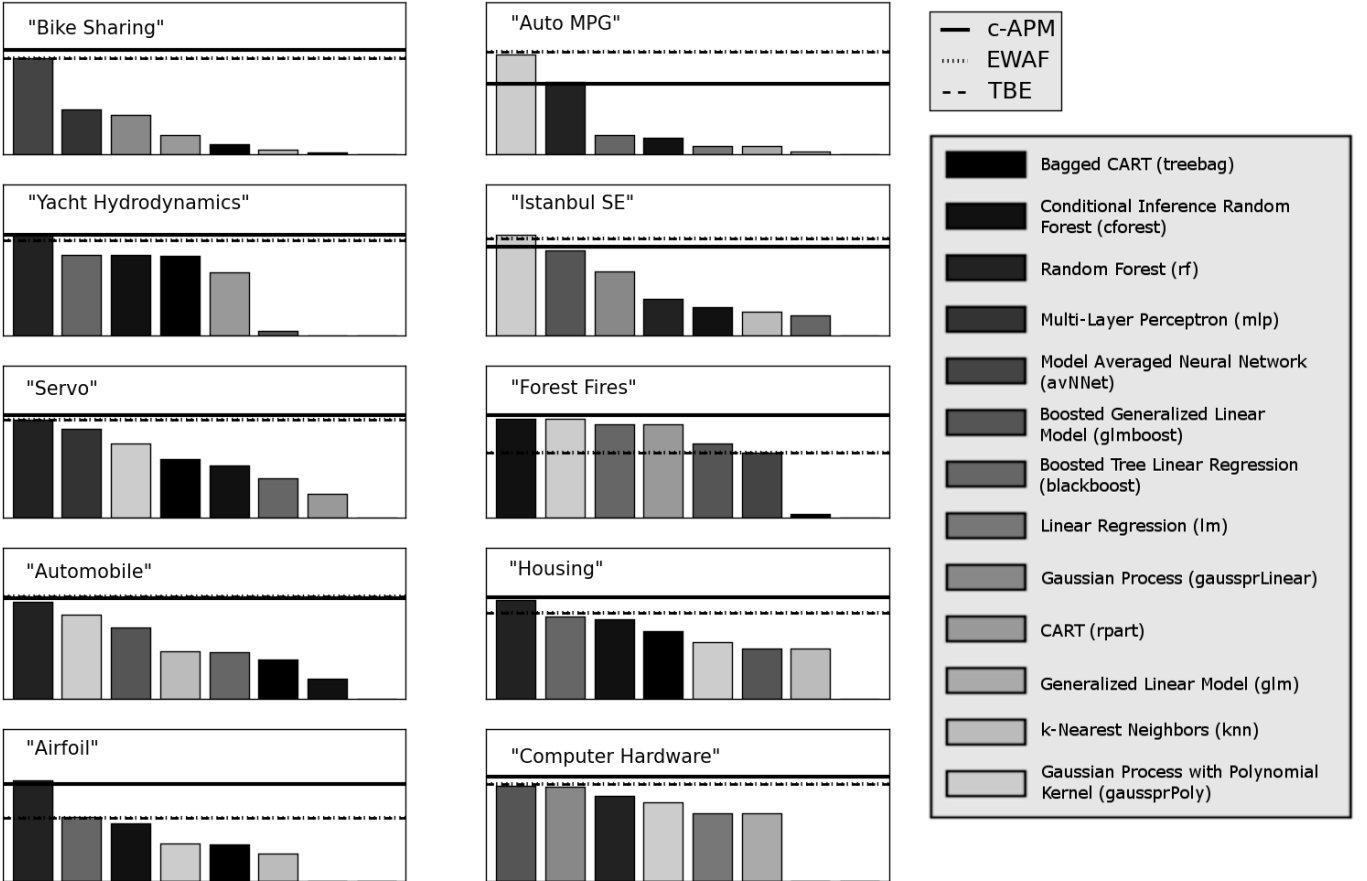 "Bike Sharing"
"Auto MPG"
"Yacht Hydrodynamics"
"Istanbul SE"
"Servo"
"Forest Fires"
"Automobile"
"Housing"
"Airfoil"
"Computer Hardware"
c-APM
EWAF
TBE
Bagged CART (treebag)
Conditional Inference Random
Forest (cforest)
Random Forest (rf)
Multi-Layer Perceptron (mlp)
Model Averaged Neural Network
(avNNet)
Boosted Generalized Linear
Model (glmboost)
Boosted Tree Linear Regression
(blackboost)
Linear Regression (lm)
Gaussian Process (gaussprLinear)
CART (rpart)
Generalized Linear Model (glm)
k-Nearest Neighbors (knn)
Gaussian Process with Polynomial
Kernel (gaussprPoly)